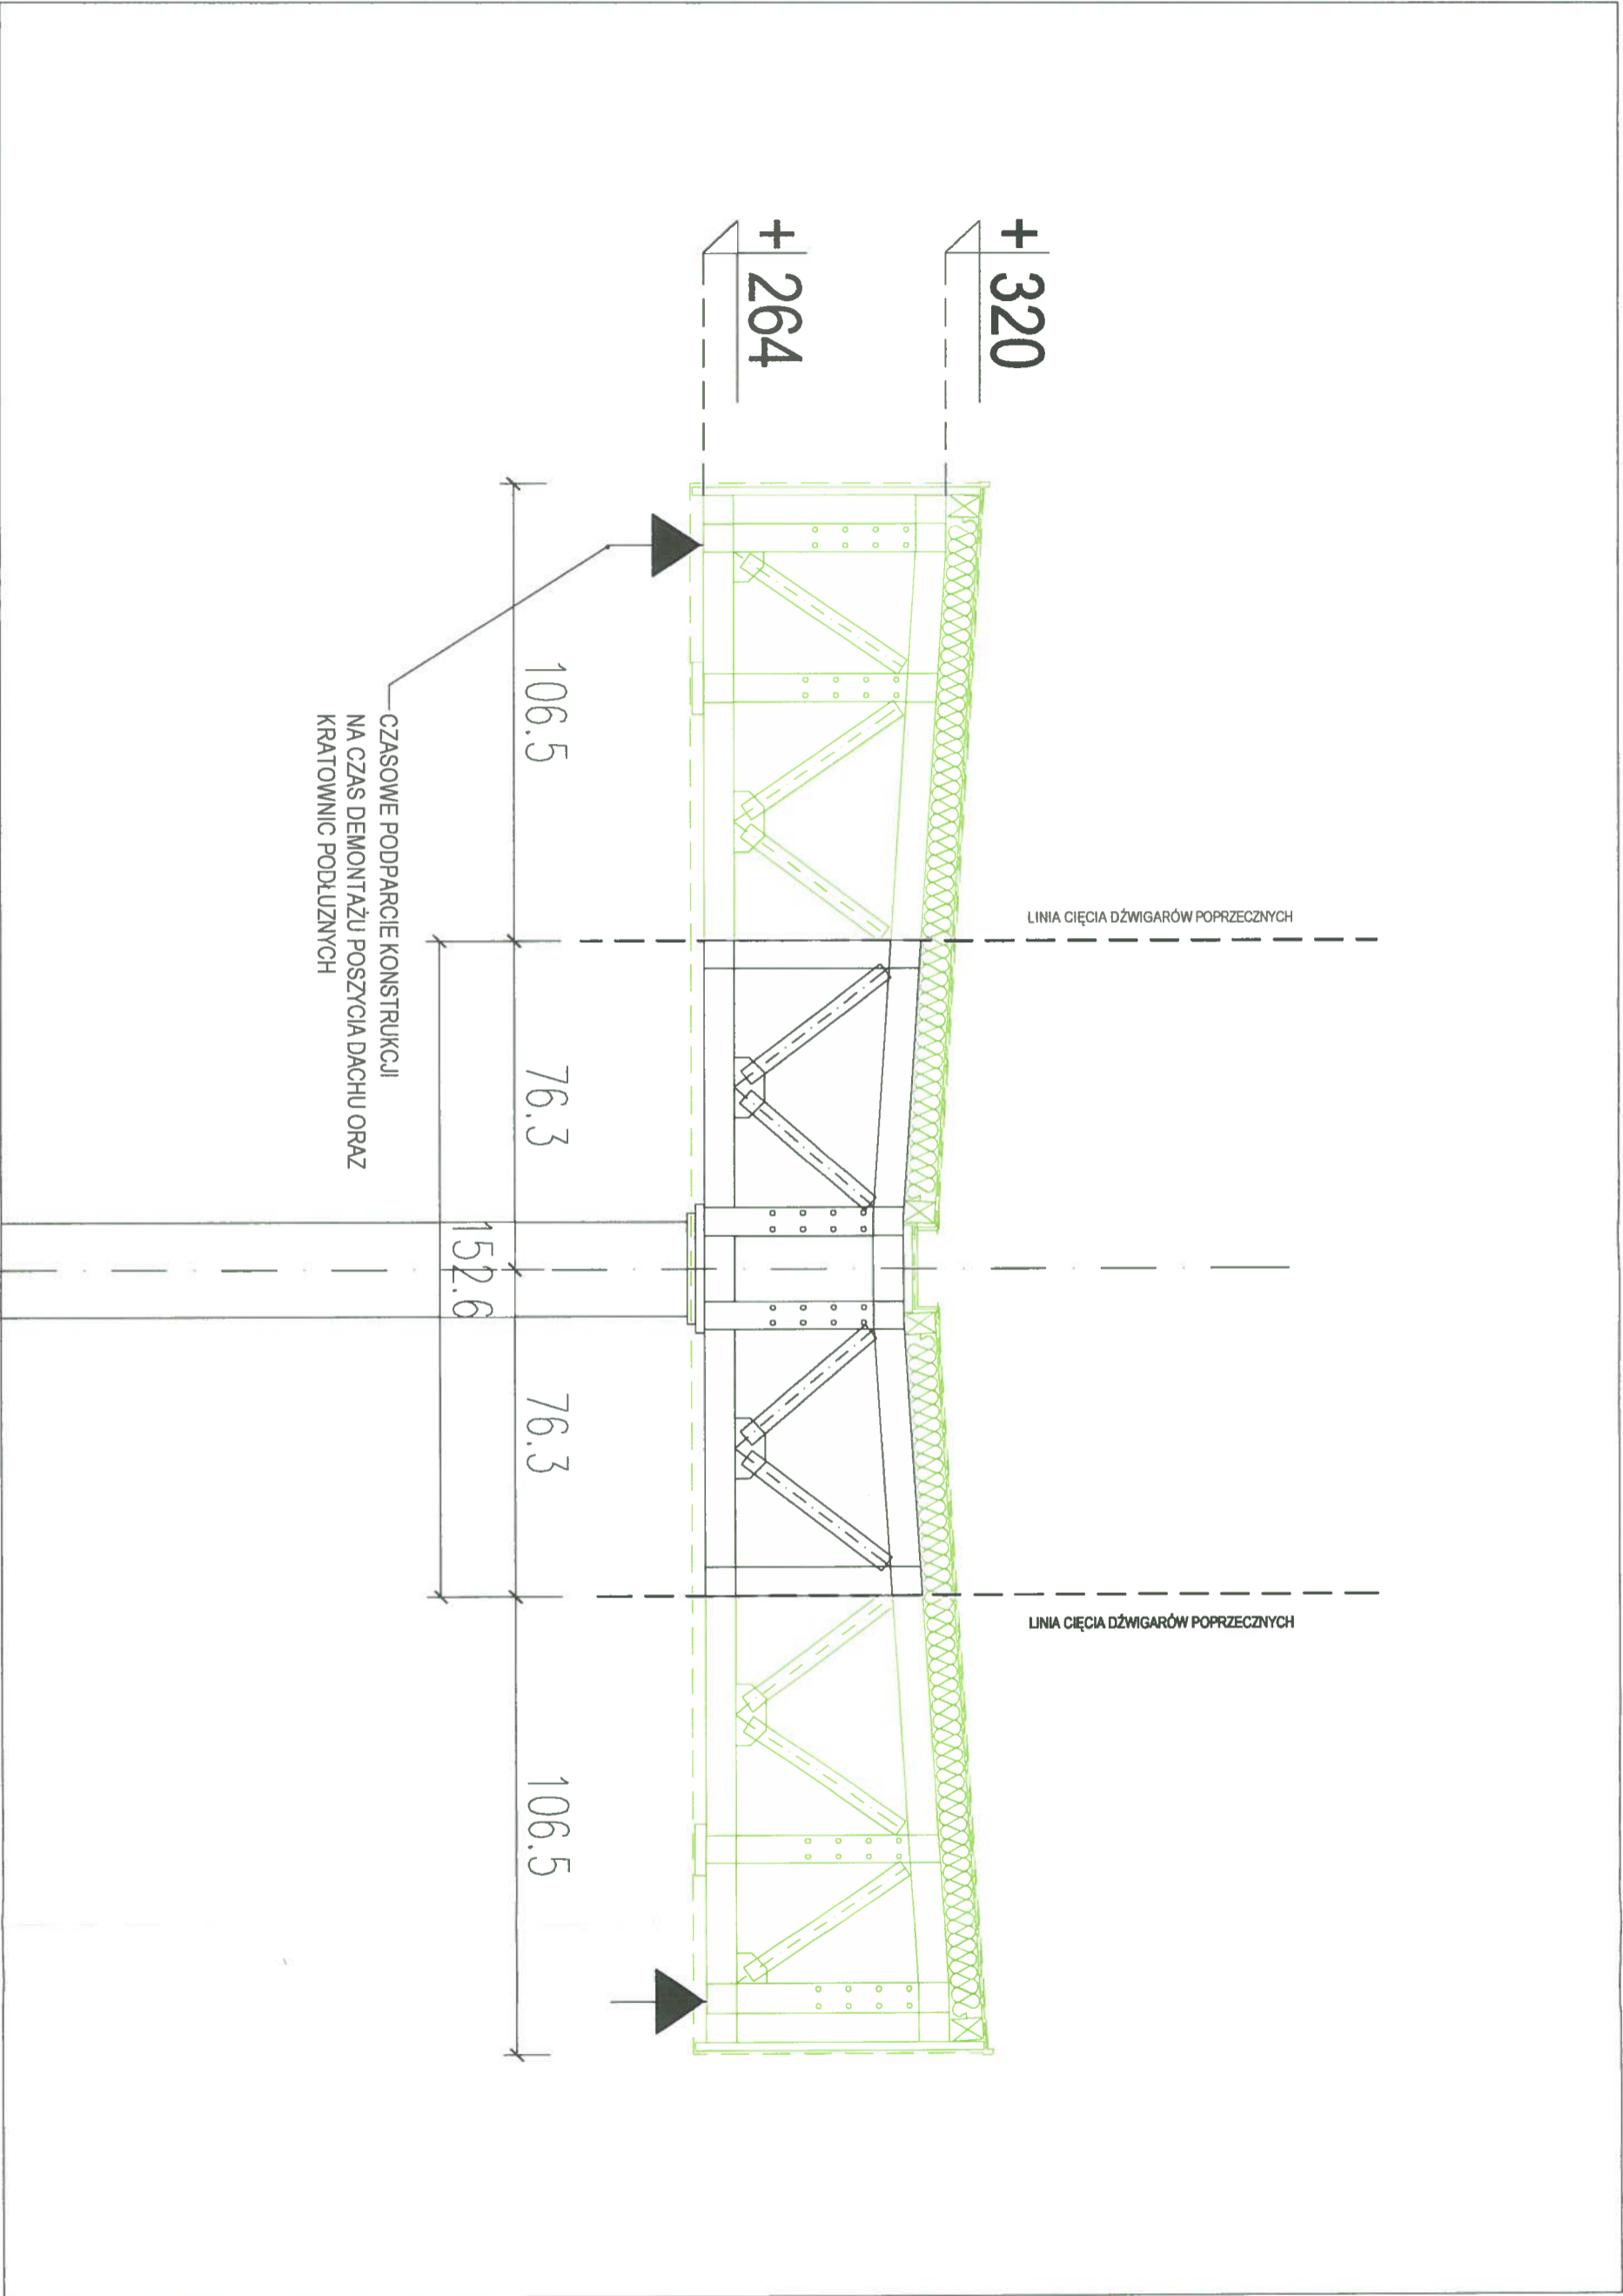 + 320
+ 264
LINIA CIĘCIA DŹWIGARÓW POPRZECZNYCH
LINIA CIĘCIA DŹWIGARÓW POPRZECZNYCH
106.5
76.3
76.3
106.5
152.6
CZASOWE PODPARCIE KONSTRUKCJI
NA CZAS DEMONTAŻU POSZYCIA DACHU ORAZ
KRATOWNIC PODŁUZNYCH